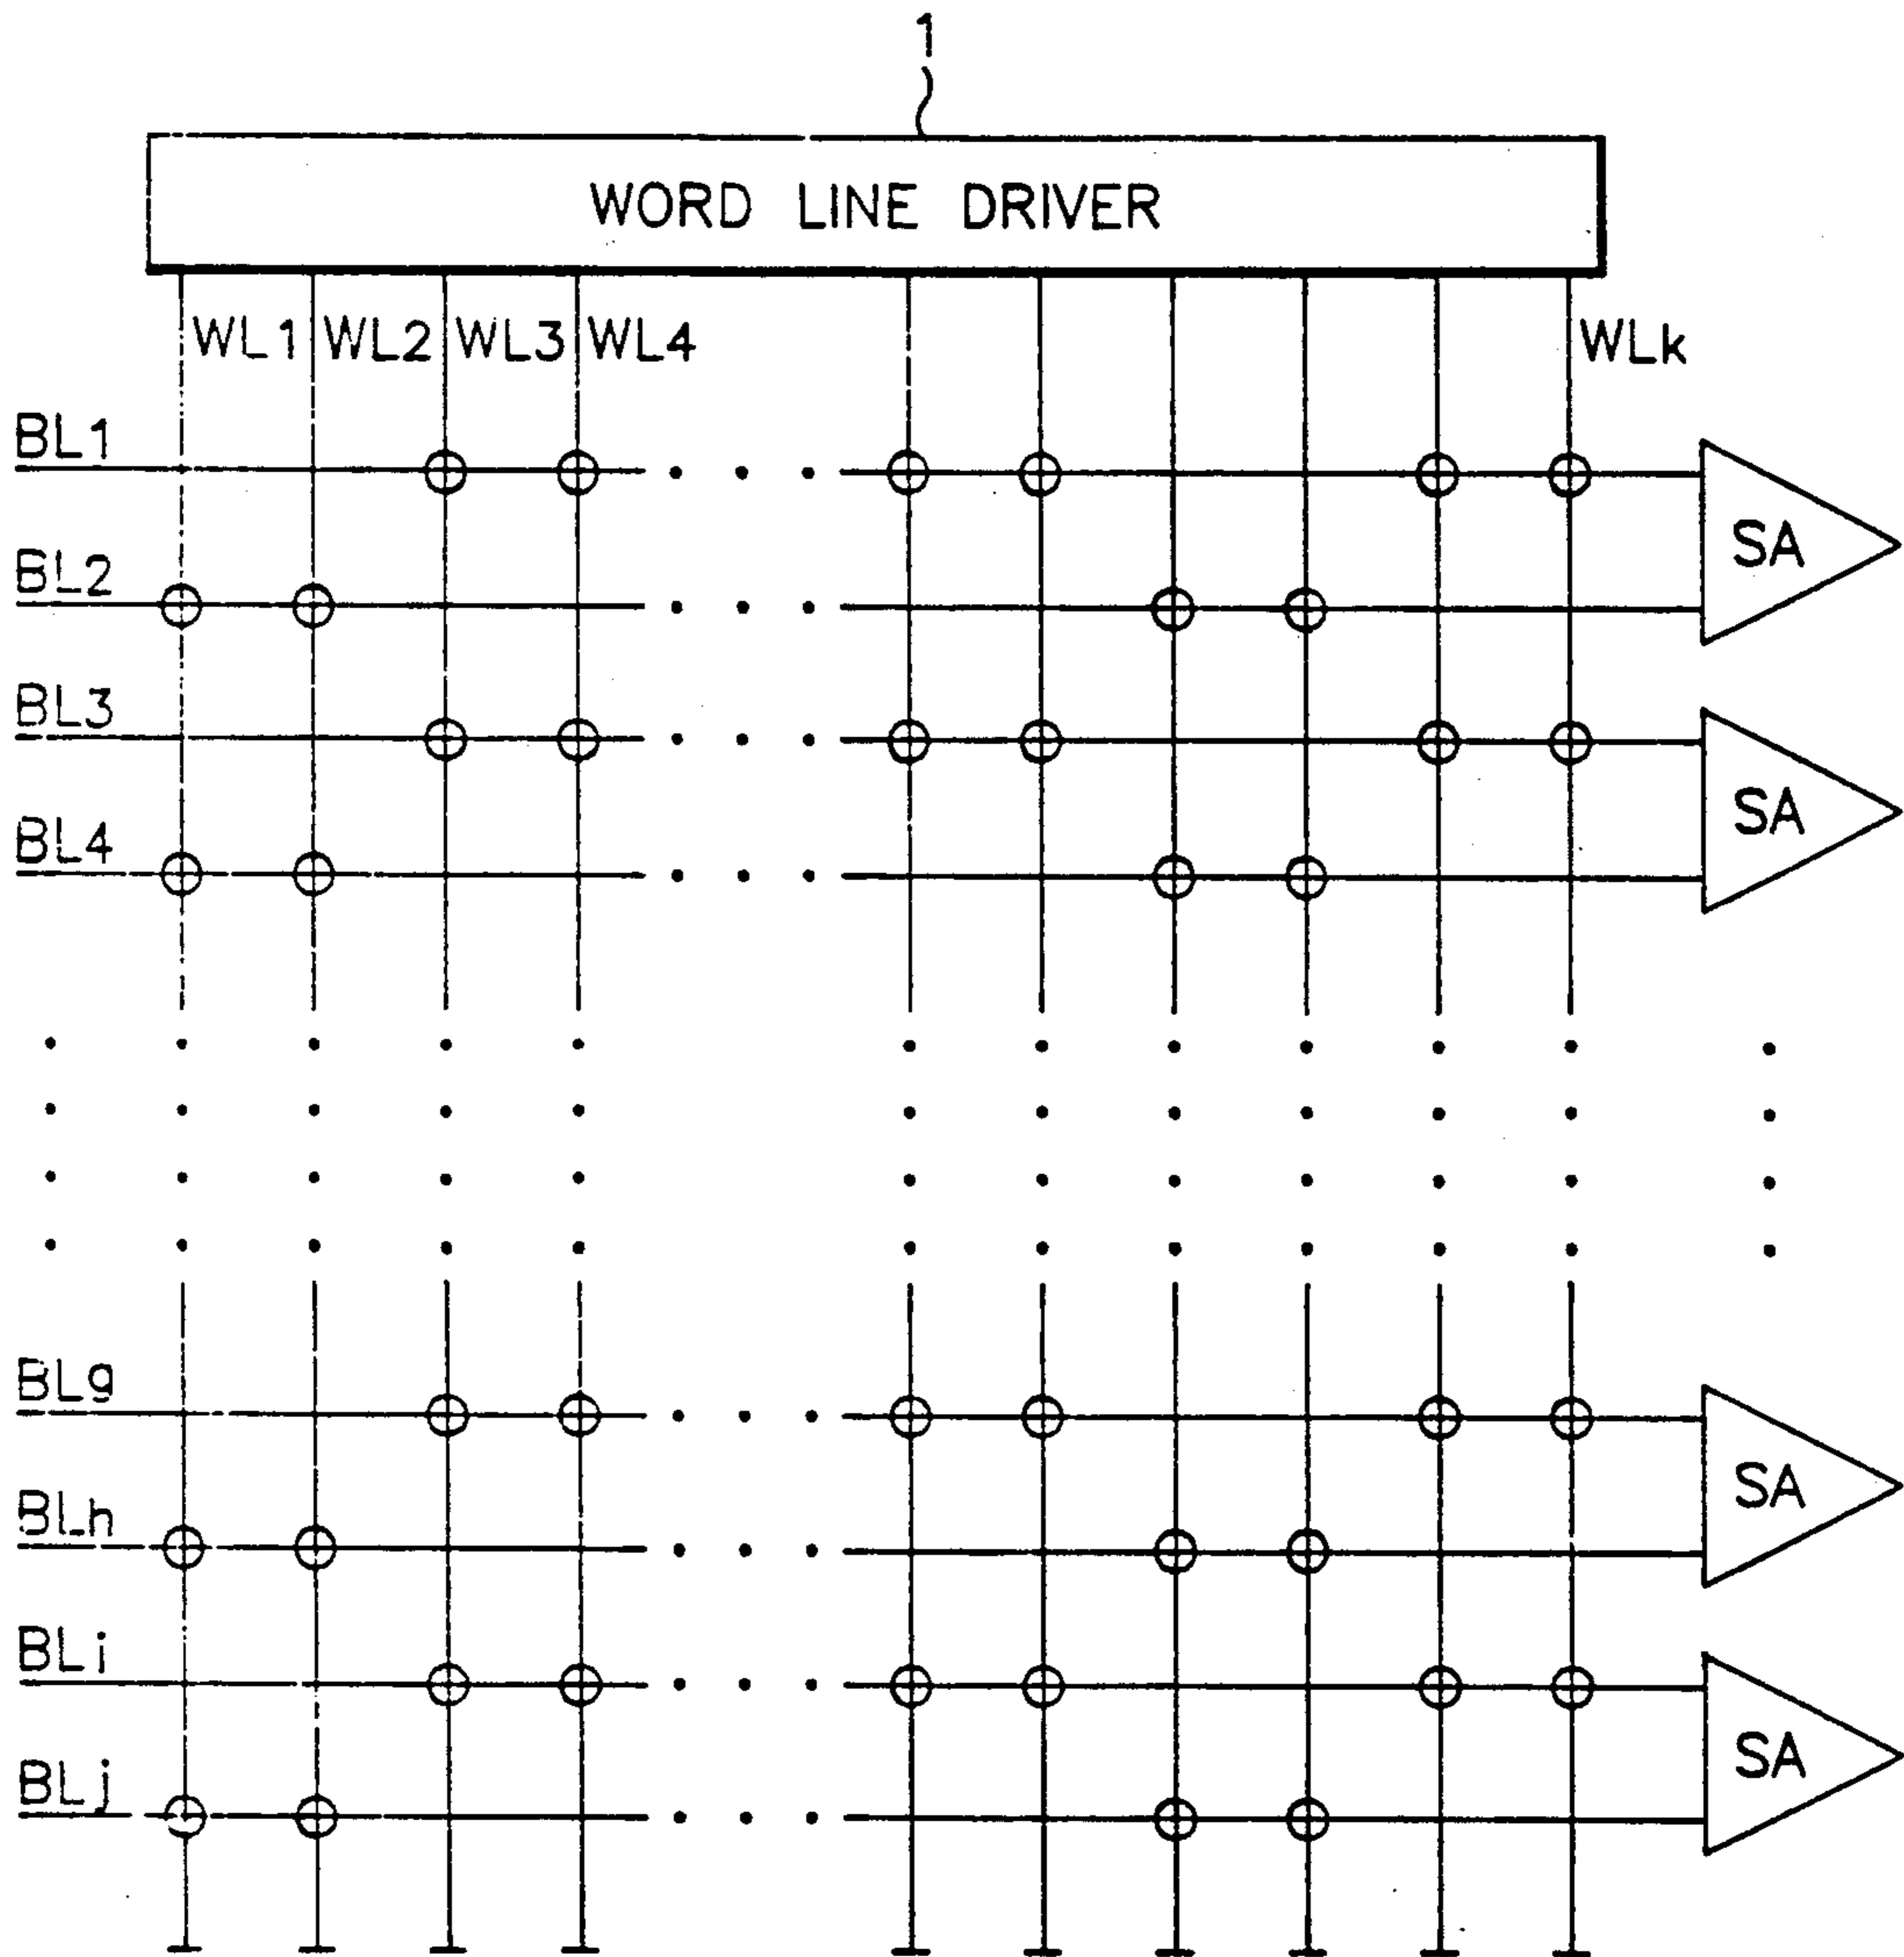 1
WORD LINE DRIVER
WL1 WL2 WL3 WL4 WLk
BL1
SA
BL2
BL3
SA
BL4
BLg
SA
BLh
BLi
SA
BLj